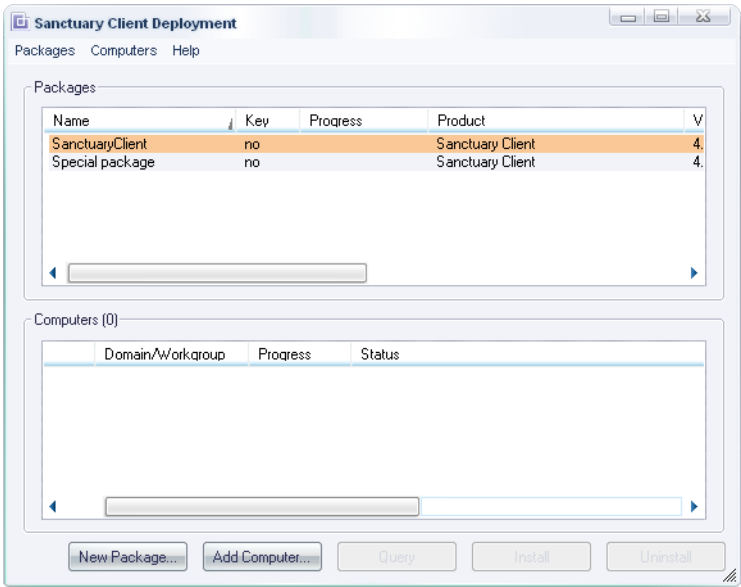 Sanctuary Client Deployment
Packages Computers Help
Packages
Name Key Progress Product V
SanctuaryClient no Sanctuary Client 4.
Special package no Sanctuary Client 4.
Computers (0)
Domain/Workgroup Progress Status
New Package... Add Computer... Query Install Uninstall